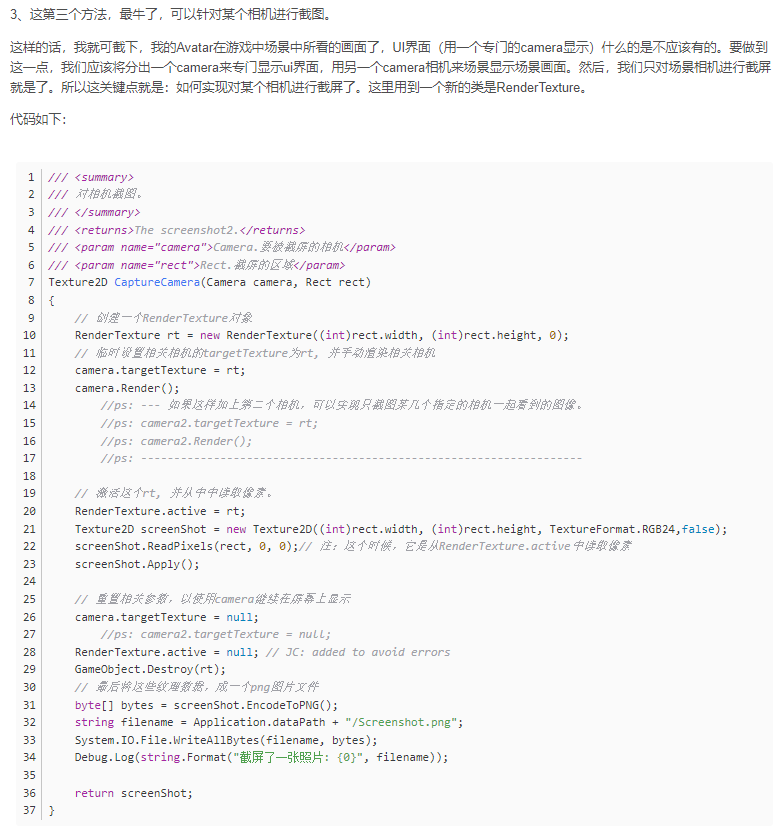 3、这第三个方法，最牛了，可以针对某个相机进行截图。
这样的话，我就可截下，我的Avatar在游戏中场景中所看的画面了，UI界面（用一个专门的camera显示）什么的是不应该有的。要做到
这一点，我们应该将分出一个camera来专门显示ui界面，用另一个camera相机来场景显示场景画面。然后，我们只对场景相机进行截屏
就是了。所以这关键点就是：如何实现对某个相机进行截屏了。这里用到一个新的类是RenderTexture。
代码如下：
1 /// <summary>
2 /// 对相机截图。
3 /// </summary>
4 /// <returns>The screenshot2.</returns>
5 /// <param name="camera">Camera.要被截屏的相机</param>
6 /// <param name="rect">Rect.截屏的区域</param>
7 Texture2D CaptureCamera(Camera camera, Rect rect)
8 {
9     // 创建一个RenderTexture对象
10     RenderTexture rt = new RenderTexture((int)rect.width, (int)rect.height, 0);
11     // 临时设置相关相机的targetTexture为rt, 并手动渲染相关相机
12     camera.targetTexture = rt;
13     camera.Render();
14         //ps: --- 如果这样加上第二个相机，可以实现只截图某几个指定的相机一起看到的图像。
15         //ps: camera2.targetTexture = rt;
16         //ps: camera2.Render();
17         //ps: -------------------------------------------------------------------
18
19     // 激活这个rt, 并从中中读取像素。
20     RenderTexture.active = rt;
21     Texture2D screenShot = new Texture2D((int)rect.width, (int)rect.height, TextureFormat.RGB24,false);
22     screenShot.ReadPixels(rect, 0, 0);// 注：这个时候，它是从RenderTexture.active中读取像素
23     screenShot.Apply();
24
25     // 重置相关参数，以使用camera继续在屏幕上显示
26     camera.targetTexture = null;
27         //ps: camera2.targetTexture = null;
28     RenderTexture.active = null; // JC: added to avoid errors
29     GameObject.Destroy(rt);
30     // 最后将这些纹理数据，成一个png图片文件
31     byte[] bytes = screenShot.EncodeToPNG();
32     string filename = Application.dataPath + "/Screenshot.png";
33     System.IO.File.WriteAllBytes(filename, bytes);
34     Debug.Log(string.Format("截屏了一张照片: {0}", filename));
35
36     return screenShot;
37 }